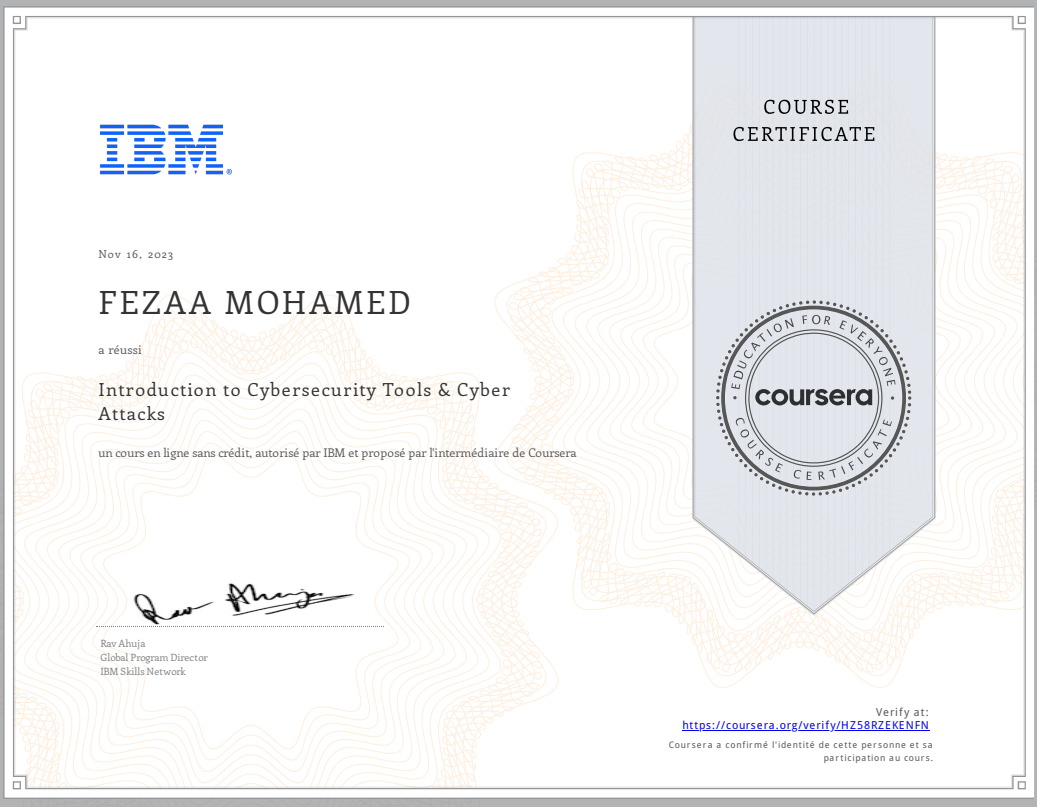 COURSE
CERTIFICATE
IBM®
Nov 16, 2023
FEZAA MOHAMED
a réussi
Introduction to Cybersecurity Tools & Cyber
Attacks
un cours en ligne sans crédit, autorisé par IBM et proposé par l'intermédiaire de Coursera
EDUCATION FOR EVERYONE
coursera
COURSE CERTIFICATE
Rav Ahuja
Rav Ahuja
Global Program Director
IBM Skills Network
Verify at:
https://coursera.org/verify/HZ58RZEKENFN
Coursera a confirmé l'identité de cette personne et sa
participation au cours.